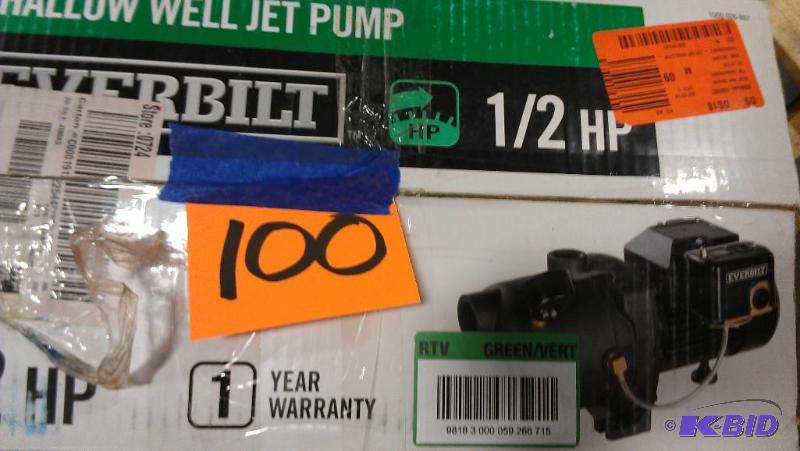 HALLOW WELL JET PUMP
EVERBILT
TM
HP
1/2 HP
Store 0724
100
EVERBILT
RTV GREEN/VERT
9818 3 000 059 266 715
HP
1 YEAR
WARRANTY
© K-BID